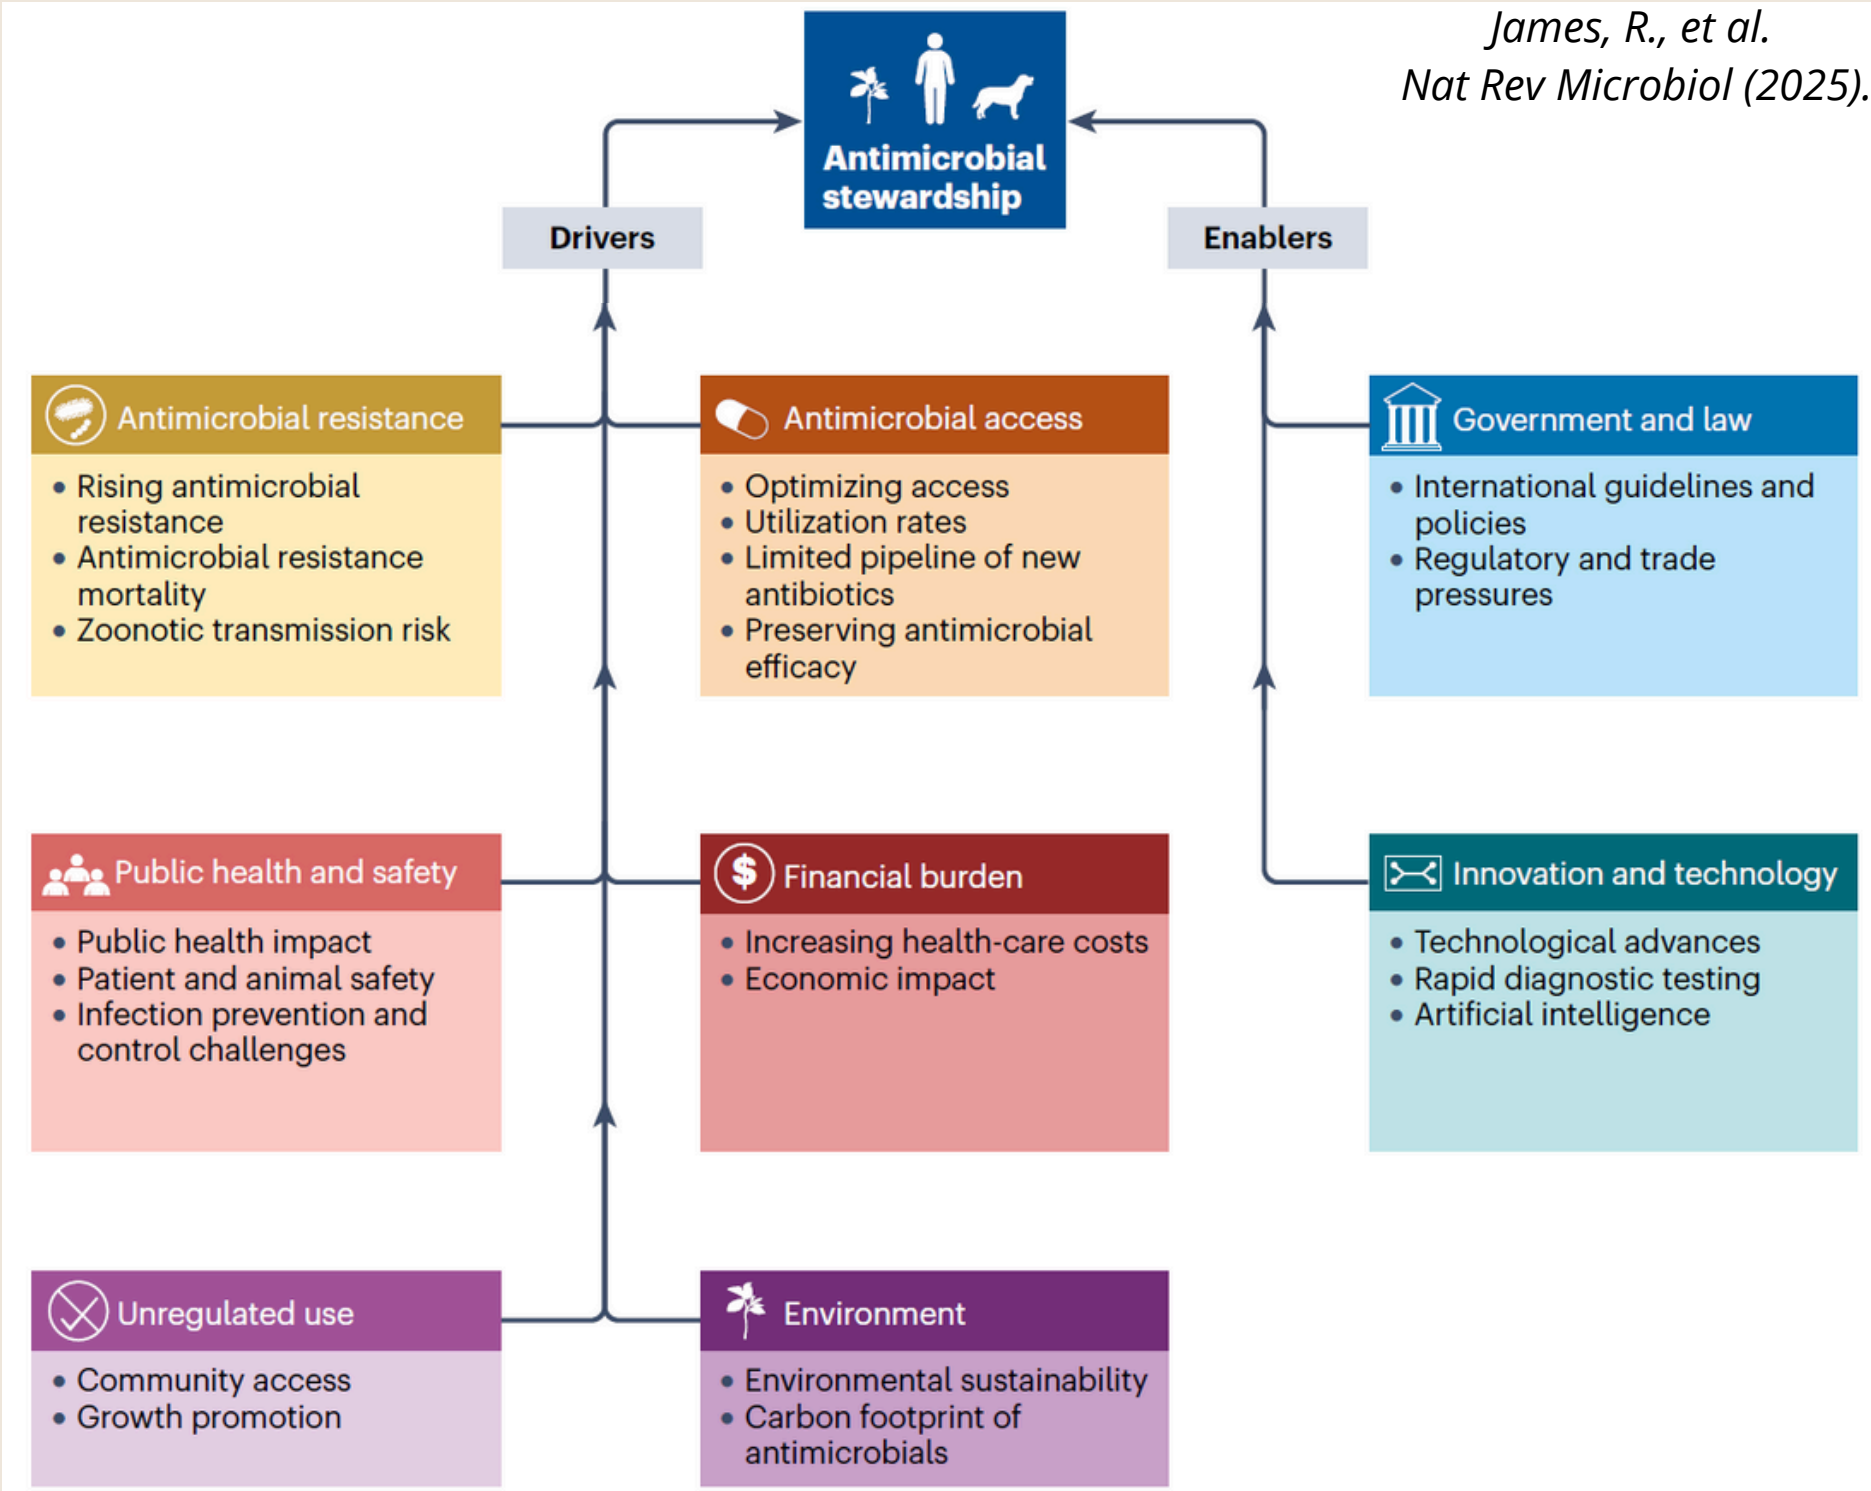 James, R., et al.
Nat Rev Microbiol (2025).
Antimicrobial
stewardship
Drivers
Enablers
Antimicrobial resistance
• Rising antimicrobial
resistance
• Antimicrobial resistance
mortality
• Zoonotic transmission risk
Antimicrobial access
• Optimizing access
• Utilization rates
• Limited pipeline of new
antibiotics
• Preserving antimicrobial
efficacy
Government and law
• International guidelines and
policies
• Regulatory and trade
pressures
Public health and safety
• Public health impact
• Patient and animal safety
• Infection prevention and
control challenges
$
Financial burden
• Increasing health-care costs
• Economic impact
Innovation and technology
• Technological advances
• Rapid diagnostic testing
• Artificial intelligence
Unregulated use
• Community access
• Growth promotion
Environment
• Environmental sustainability
• Carbon footprint of
antimicrobials